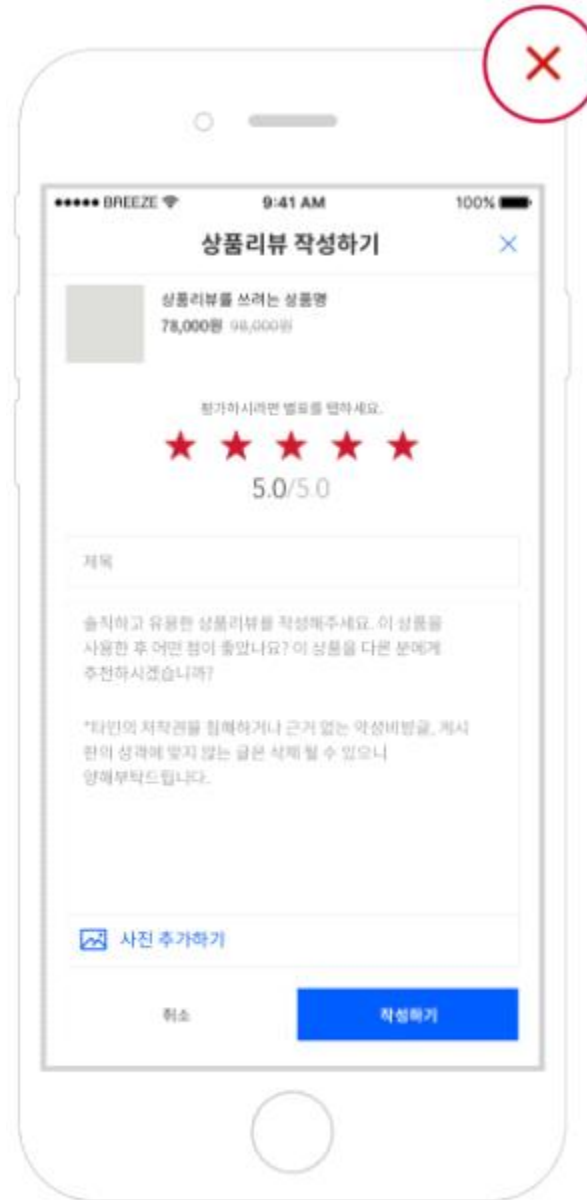 BREEZE
9:41 AM
100%
상품리뷰 작성하기
상품리뷰를 쓰려는 상품명
78,000원 98,000원
평가하시려면 별표를 탭하세요.
5.0/5.0
제목
솔직하고 유용한 상품리뷰를 작성해주세요. 이 상품을
사용한 후 어떤 점이 좋았나요? 이 상품을 다른 분에게
추천하시겠습니까?
*타인의 저작권을 침해하거나 근거 없는 악성비방글, 게시
판의 성격에 맞지 않는 글은 삭제 될 수 있으니
양해부탁드립니다.
사진 추가하기
취소
작성하기